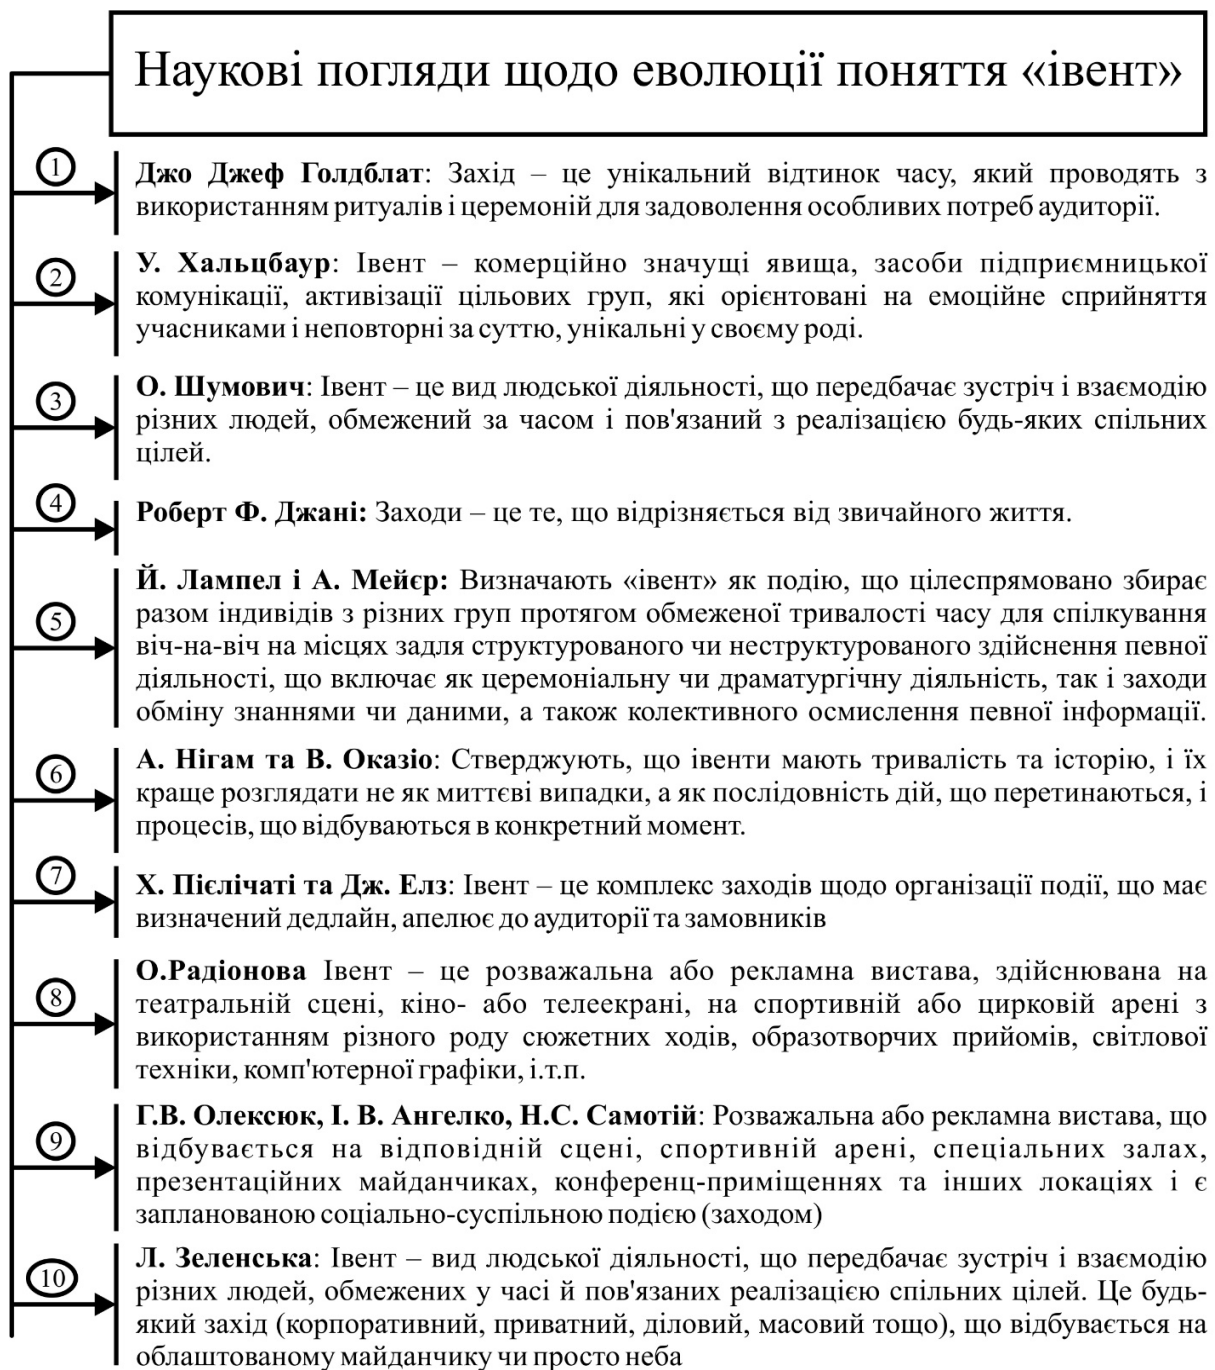 Наукові погляди щодо еволюції поняття «івент»
1
Джо Джеф Голдблат: Захід – це унікальний відтинок часу, який проводять з
використанням ритуалів і церемоній для задоволення особливих потреб аудиторії.
2
У. Хальцбаур: Івент – комерційно значущі явища, засоби підприємницької
комунікації, активізації цільових груп, які орієнтовані на емоційне сприйняття
учасниками і неповторні за суттю, унікальні у своєму роді.
3
О. Шумович: Івент – це вид людської діяльності, що передбачає зустріч і взаємодію
різних людей, обмежений за часом і пов'язаний з реалізацією будь-яких спільних
цілей.
4
Роберт Ф. Джані: Заходи – це те, що відрізняється від звичайного життя.
5
Й. Лампел і А. Мейєр: Визначають «івент» як подію, що цілеспрямовано збирає
разом індивідів з різних груп протягом обмеженої тривалості часу для спілкування
віч-на-віч на місцях задля структурованого чи неструктурованого здійснення певної
діяльності, що включає як церемоніальну чи драматургічну діяльність, так і заходи
обміну знаннями чи даними, а також колективного осмислення певної інформації.
6
А. Нігам та В. Оказіо: Стверджують, що івенти мають тривалість та історію, і їх
краще розглядати не як миттєві випадки, а як послідовність дій, що перетинаються, і
процесів, що відбуваються в конкретний момент.
7
Х. Пієлічаті та Дж. Елз: Івент – це комплекс заходів щодо організації події, що має
визначений дедлайн, апелює до аудиторії та замовників
8
О.Радіонова Івент – це розважальна або рекламна вистава, здійснювана на
театральній сцені, кіно- або телеекрані, на спортивній або цирковій арені з
використанням різного роду сюжетних ходів, образотворчих прийомів, світлової
техніки, комп'ютерної графіки, і.т.п.
9
Г.В. Олексюк, І. В. Ангелко, Н.С. Самотій: Розважальна або рекламна вистава, що
відбувається на відповідній сцені, спортивній арені, спеціальних залах,
презентаційних майданчиках, конференц-приміщеннях та інших локаціях і є
запланованою соціально-суспільною подією (заходом)
10
Л. Зеленська: Івент – вид людської діяльності, що передбачає зустріч і взаємодію
різних людей, обмежених у часі й пов'язаних реалізацією спільних цілей. Це будь-
який захід (корпоративний, приватний, діловий, масовий тощо), що відбувається на
облаштованому майданчику чи просто неба